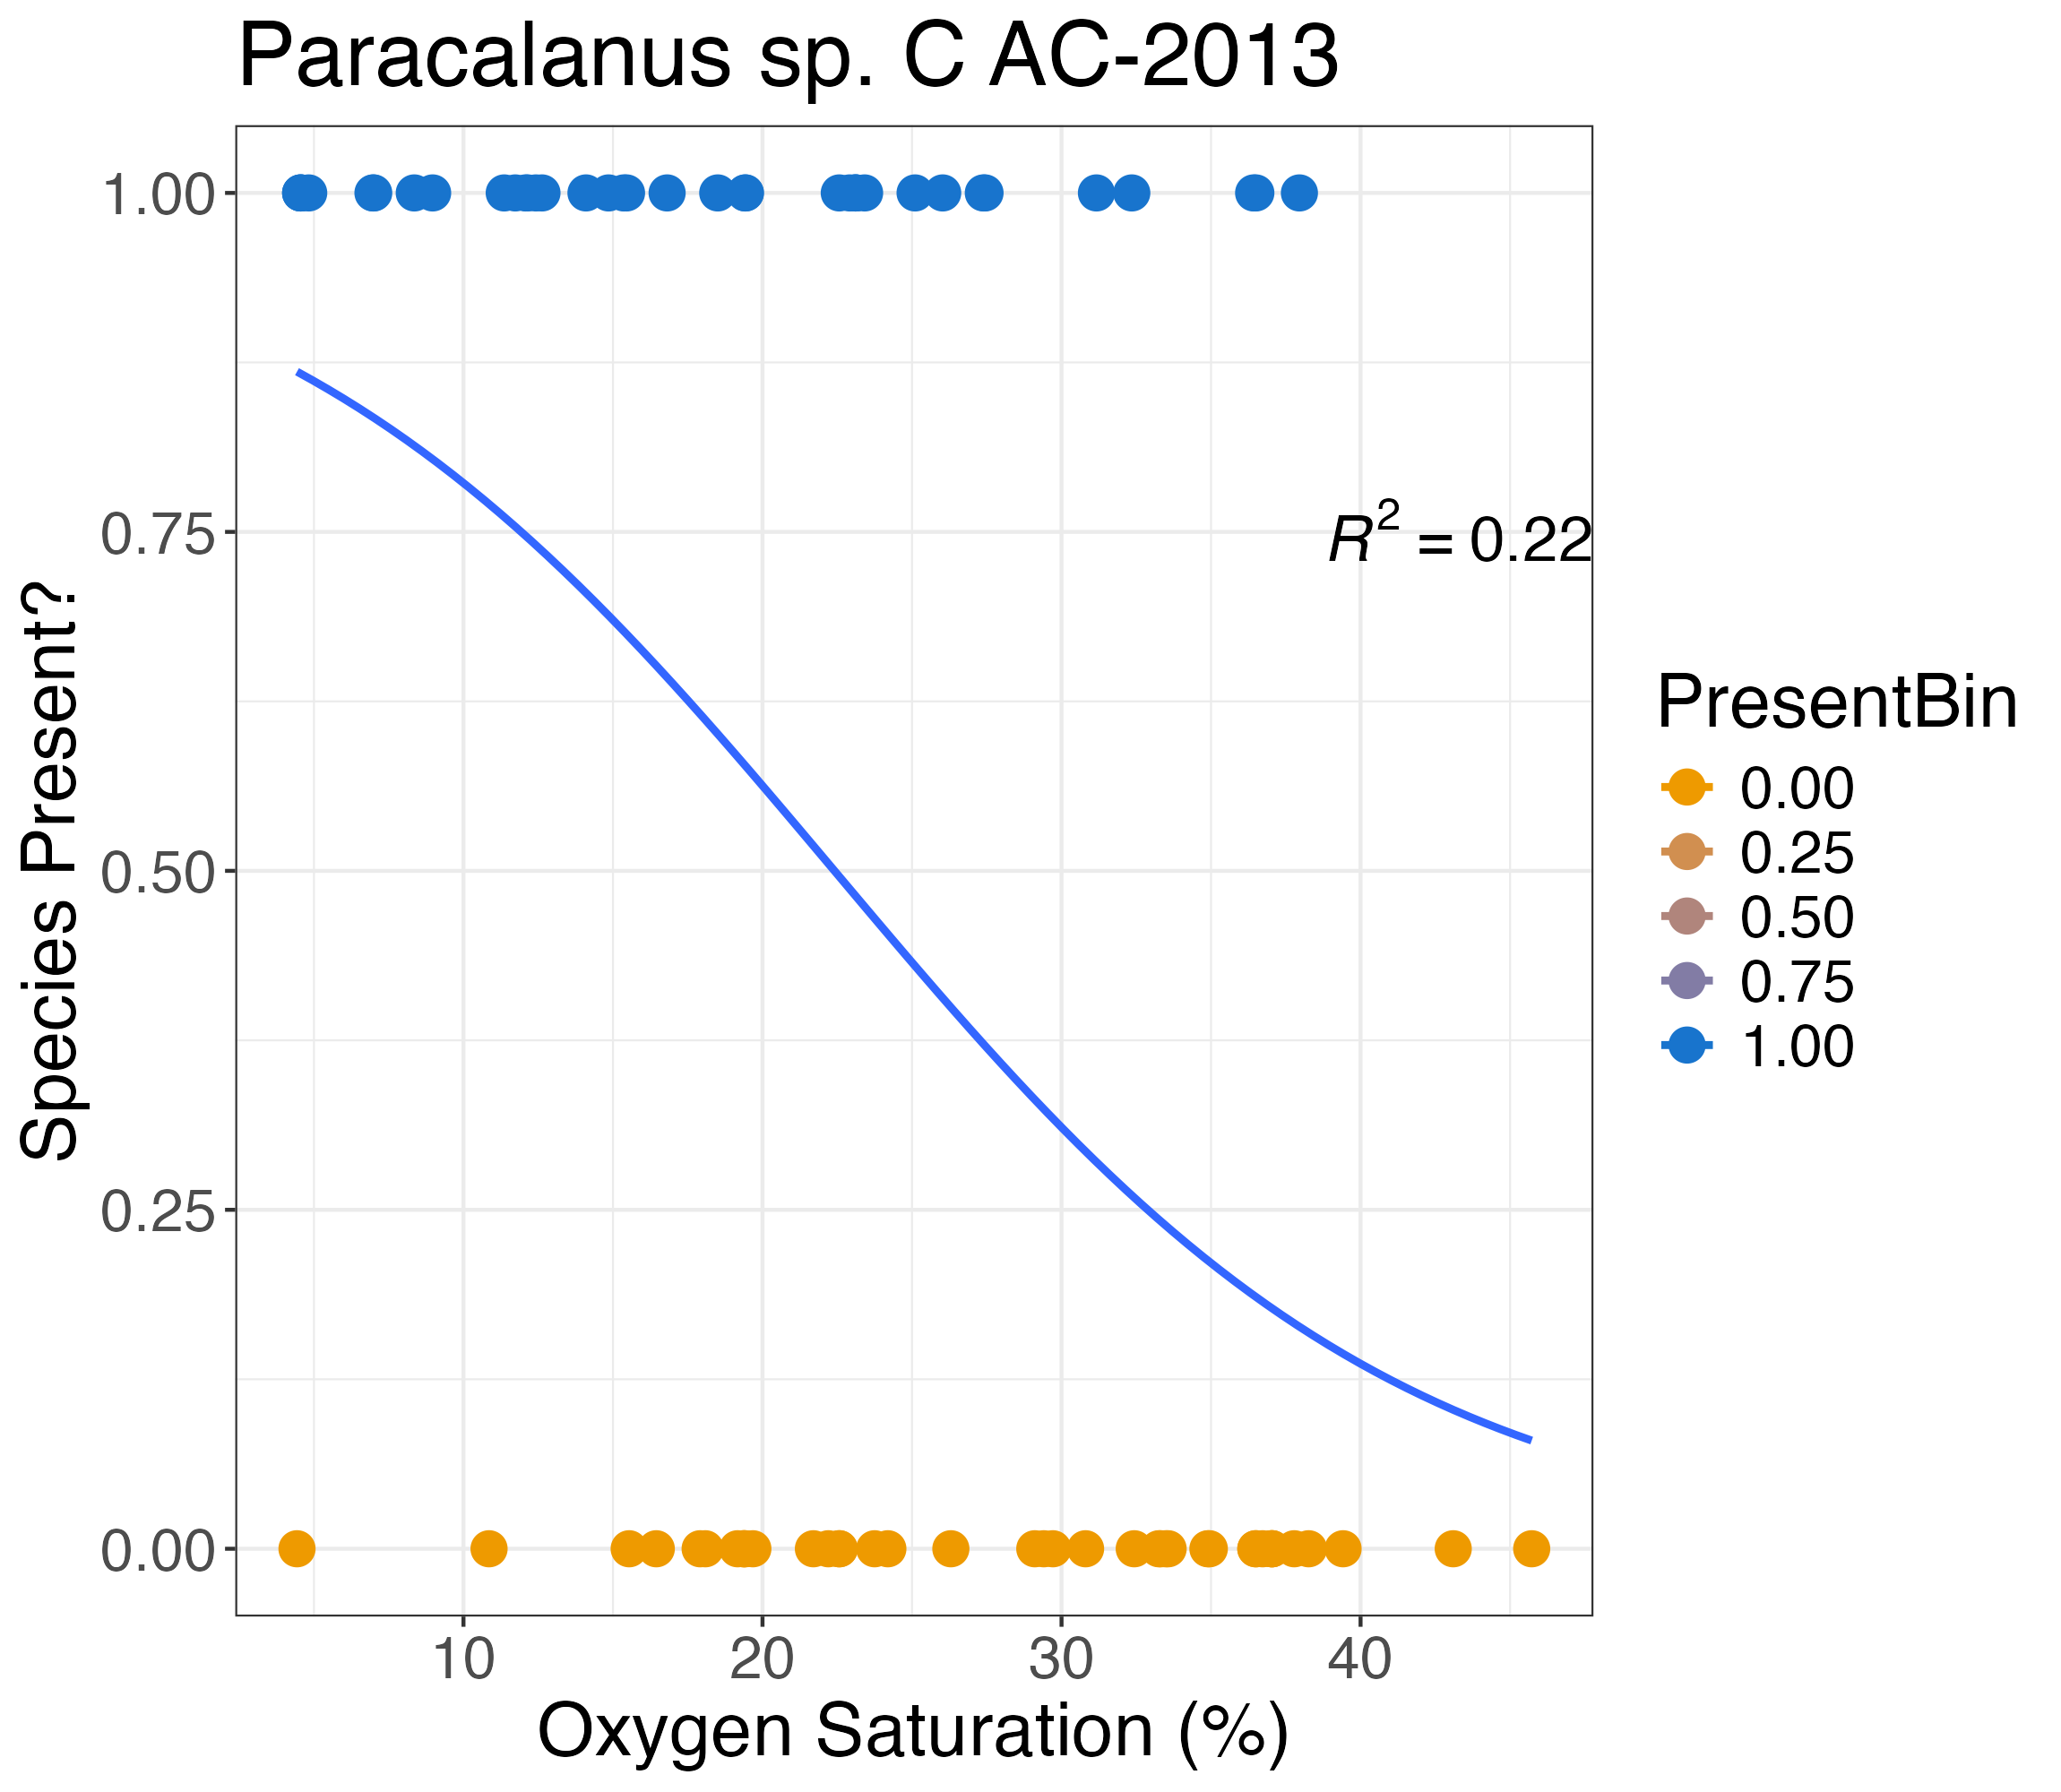 Paracalanus sp. C AC-2013
1.00
0.75
0.50
0.25
0.00
Species Present?
R² = 0.22
10 20 30 40
Oxygen Saturation (%)
PresentBin
0.00
0.25
0.50
0.75
1.00